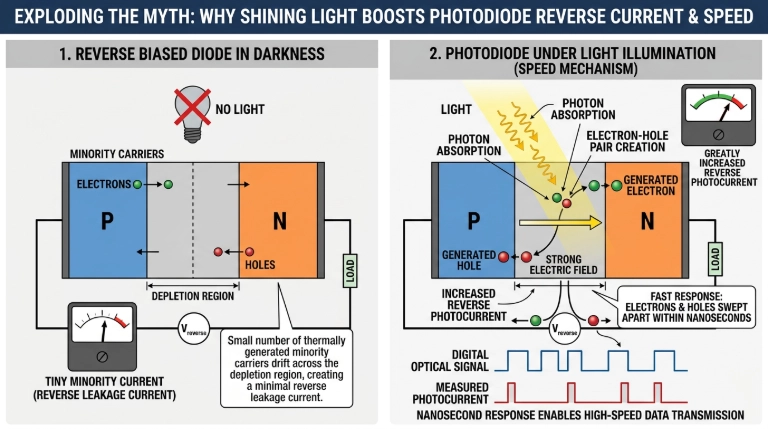 EXPLODING THE MYTH: WHY SHINING LIGHT BOOSTS PHOTODIODE REVERSE CURRENT & SPEED
1. REVERSE BIASED DIODE IN DARKNESS
NO LIGHT
MINORITY CARRIERS
ELECTRONS
P
N
HOLES
LOAD
DEPLETION REGION
Vreverse
TINY MINORITY CURRENT
(REVERSE LEAKAGE CURRENT)
Small number of thermally
generated minority
carriers drift across the
depletion region, creating
a minimal reverse
leakage current.
2. PHOTODIODE UNDER LIGHT ILLUMINATION
(SPEED MECHANISM)
LIGHT
PHOTON
ABSORPTION
PHOTON
ABSORPTION
ELECTRON-HOLE
PAIR CREATION
GREATLY
INCREASED
REVERSE
PHOTOCURRENT
GENERATED
ELECTRON
P
N
GENERATED
HOLE
STRONG
ELECTRIC FIELD
LOAD
INCREASED
REVERSE
PHOTOCURRENT
FAST RESPONSE:
ELECTRONS & HOLES SWEPT
APART WITHIN NANOSECONDS
Vreverse
DIGITAL
OPTICAL SIGNAL
MEASURED
PHOTOCURRENT
NANOSECOND RESPONSE ENABLES HIGH-SPEED DATA TRANSMISSION